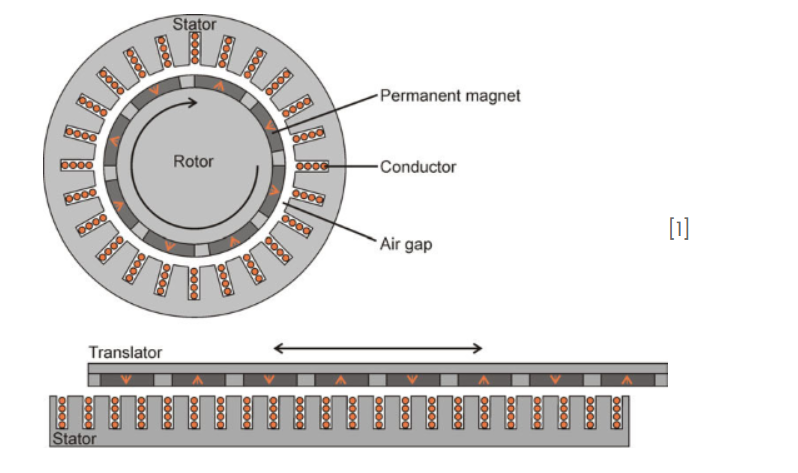 Stator
Permanent magnet
Rotor
Conductor
Air gap
[1]
Translator
Stator